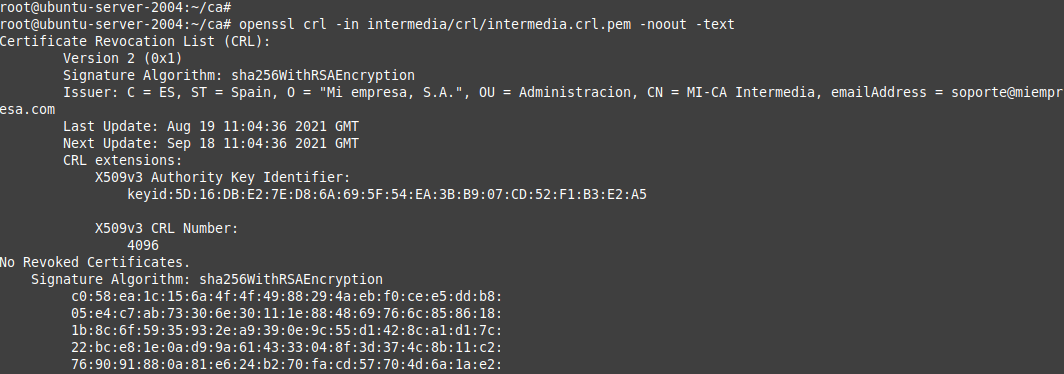 root@ubuntu-server-2004:~/ca#
root@ubuntu-server-2004:~/ca# openssl crl -in intermedia/crl/intermedia.crl.pem -noout -text
Certificate Revocation List (CRL):
        Version 2 (0x1)
        Signature Algorithm: sha256WithRSAEncryption
        Issuer: C = ES, ST = Spain, O = "Mi empresa, S.A.", OU = Administracion, CN = MI-CA Intermedia, emailAddress = soporte@miempr
esa.com
        Last Update: Aug 19 11:04:36 2021 GMT
        Next Update: Sep 18 11:04:36 2021 GMT
        CRL extensions:
            X509v3 Authority Key Identifier:
                keyid:5D:16:DB:E2:7E:D8:6A:69:5F:54:EA:3B:B9:07:CD:52:F1:B3:E2:A5
            X509v3 CRL Number:
                4096
No Revoked Certificates.
    Signature Algorithm: sha256WithRSAEncryption
         c0:58:ea:1c:15:6a:4f:4f:49:88:29:4a:eb:f0:ce:e5:dd:b8:
         05:e4:c7:ab:73:30:6e:30:11:1e:88:48:69:76:6c:85:86:18:
         1b:8c:6f:59:35:93:2e:a9:39:0e:9c:55:d1:42:8c:a1:d1:7c:
         22:bc:e8:1e:0a:d9:9a:61:43:33:04:8f:3d:37:4c:8b:11:c2:
         76:90:91:88:0a:81:e6:24:b2:70:fa:cd:57:70:4d:6a:1a:e2: